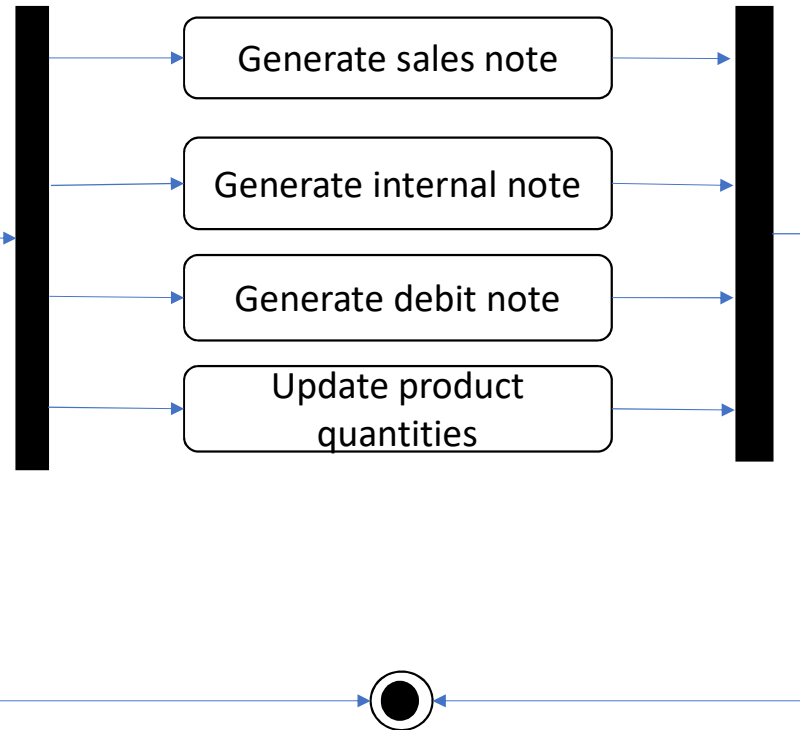 Generate sales note
Generate internal note
Generate debit note
Update product
quantities